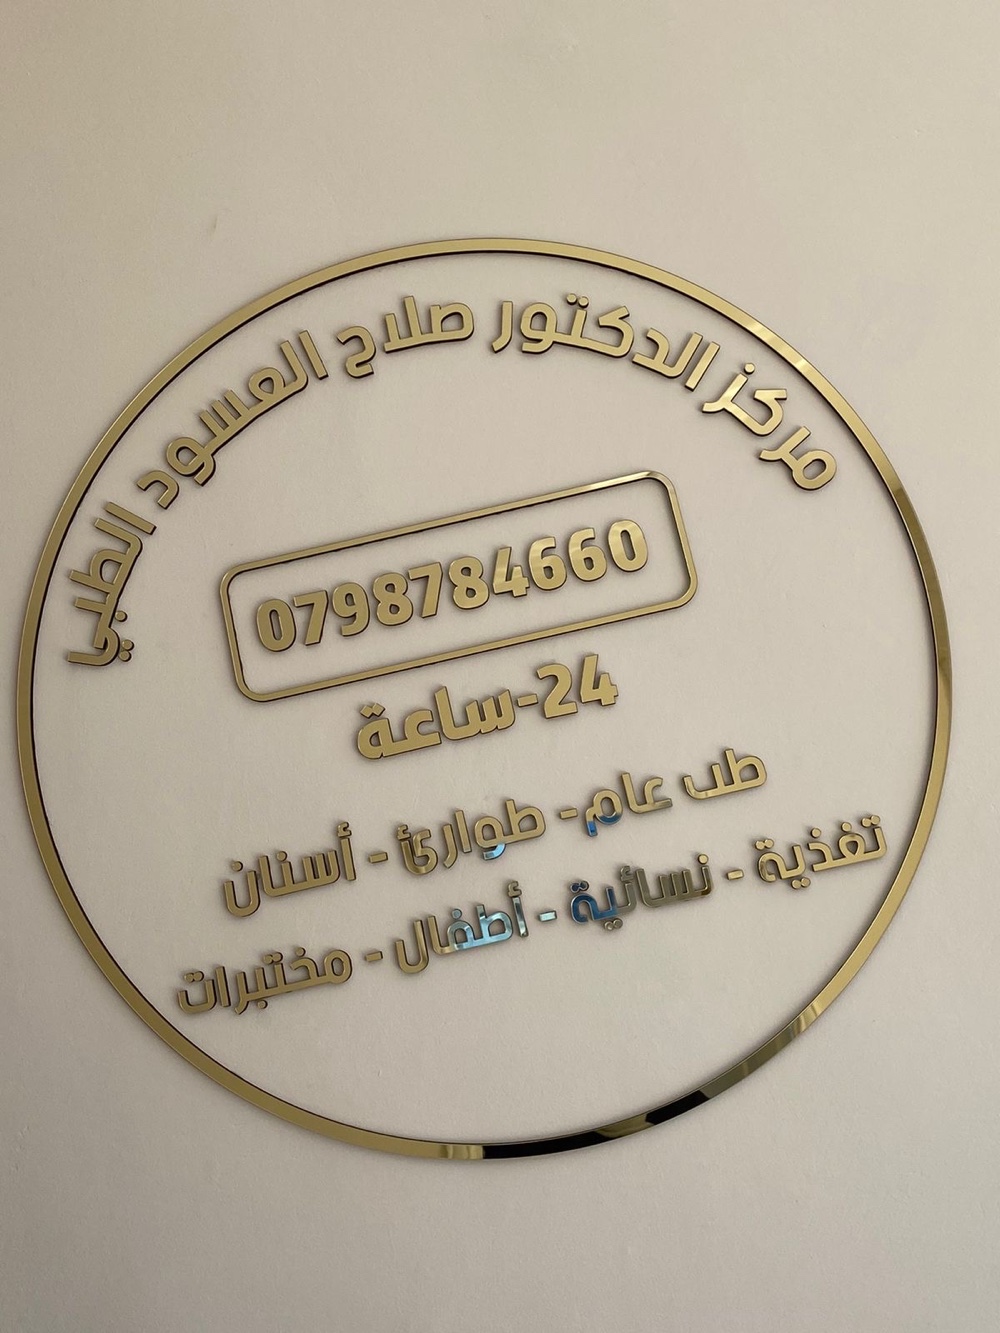 مركز الدكتور صلاح العسود الطبي
0798784660
24-ساعة
طب عام - طوارئ - أسنان
تغذية - نسائية - أطفال - مختبرات